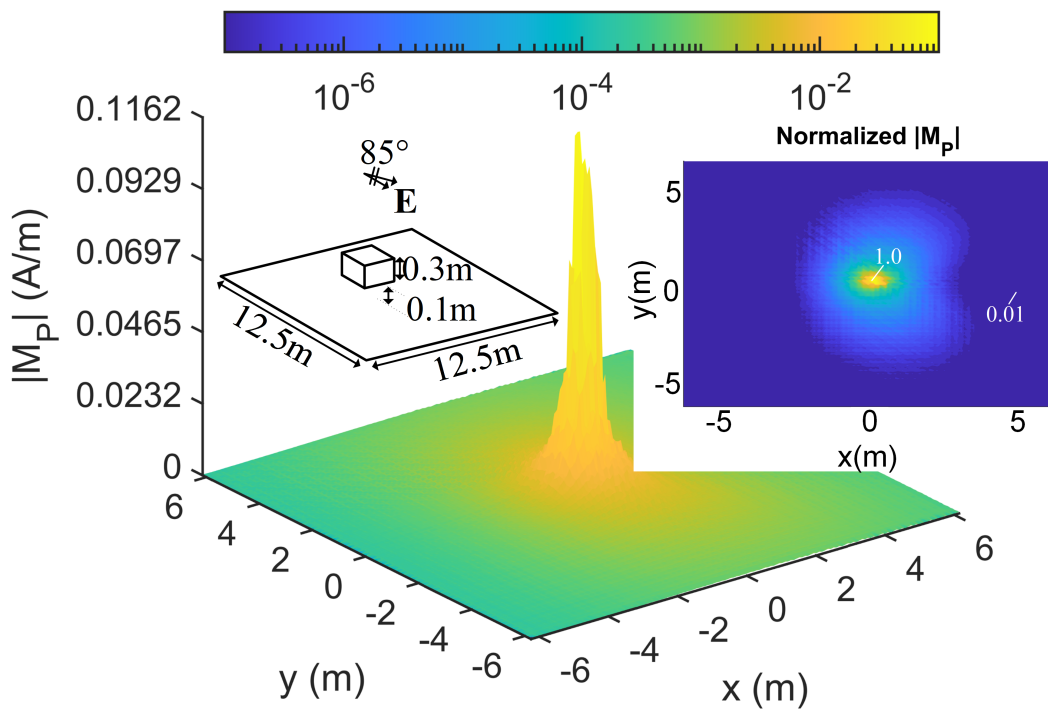 10^-6 10^-4 10^-2
|M_P| (A/m)
0.1162
0.0929
0.0697
0.0465
0.0232
0
85°
E
0.3m
0.1m
12.5m
12.5m
Normalized |M_P|
y(m)
5
0
-5
1.0
0.01
-5 0 5
x(m)
6
4
2
0
-2
-4
-6
y (m)
-6
-4
-2
0
2
4
6
x (m)